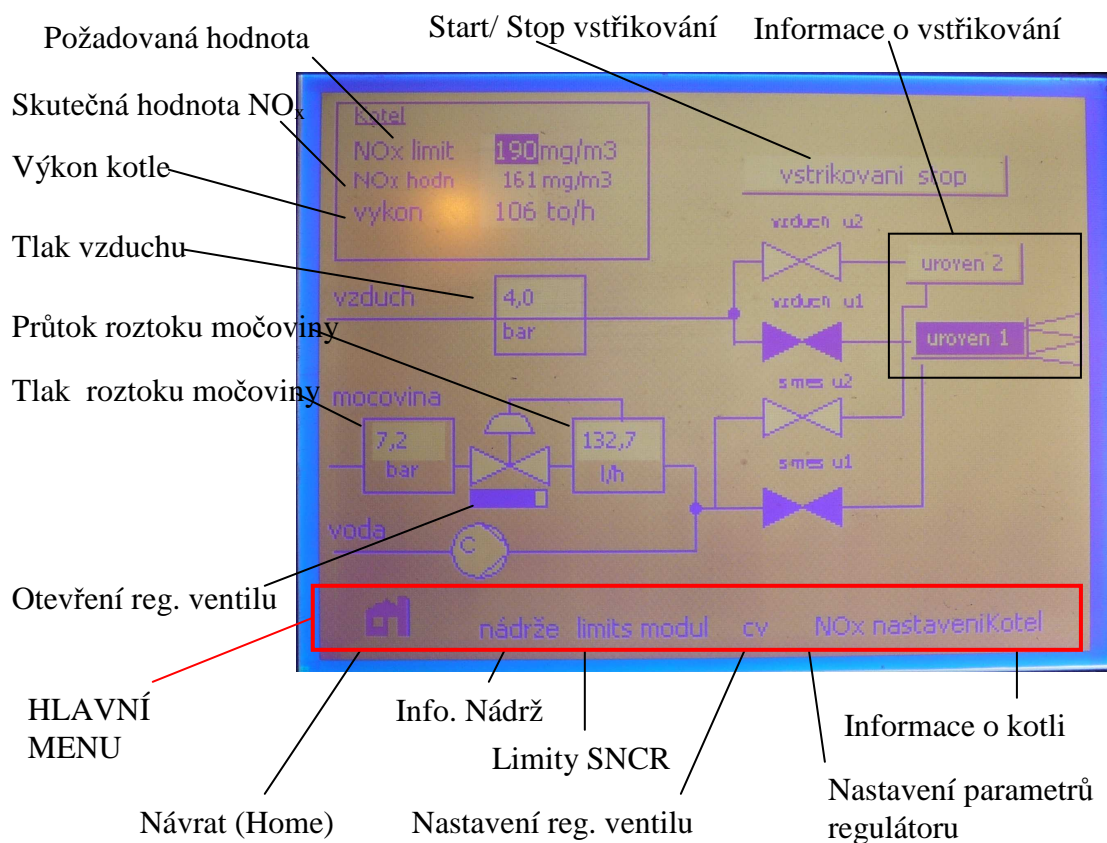 Požadovaná hodnota
Start/ Stop vstřikování
Informace o vstřikování
Skutečná hodnota NOₓ
Výkon kotle
Tlak vzduchu
Průtok roztoku močoviny
Tlak roztoku močoviny
Otevření reg. ventilu
Kotel
NOx limit 190 mg/m3
NOx hodn 161 mg/m3
vykon 106 to/h
vstrikovani stop
vzduch u2
uroven 2
vzduch
4,0
bar
vzduch u1
uroven 1
smes u2
mocovina
7,2
bar
132,7
l/h
smes u1
voda
C
nádrže limits modul cv NOx nastaveni Kotel
HLAVNÍ
MENU
Info. Nádrž
Informace o kotli
Limity SNCR
Návrat (Home)
Nastavení reg. ventilu
Nastavení parametrů
regulátoru